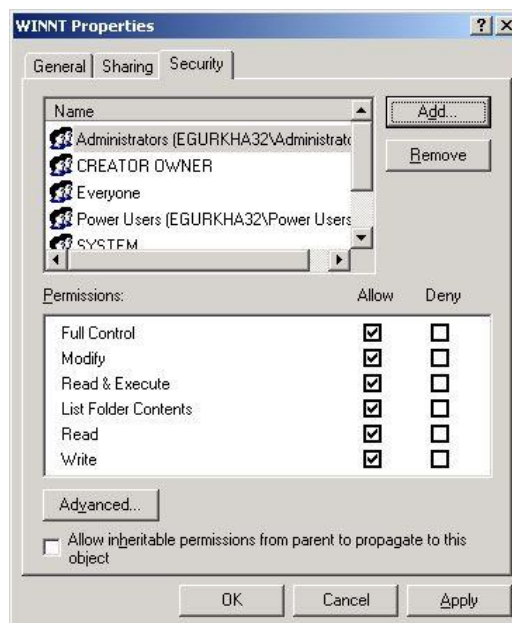 WINNT Properties
General Sharing Security
Name
Add...
Administrators (EGURKHA32\Administrato
Remove
CREATOR OWNER
Everyone
Power Users (EGURKHA32\Power Users
SYSTEM
Permissions: Allow Deny
Full Control
Modify
Read & Execute
List Folder Contents
Read
Write
Advanced...
Allow inheritable permissions from parent to propagate to this
object
OK Cancel Apply